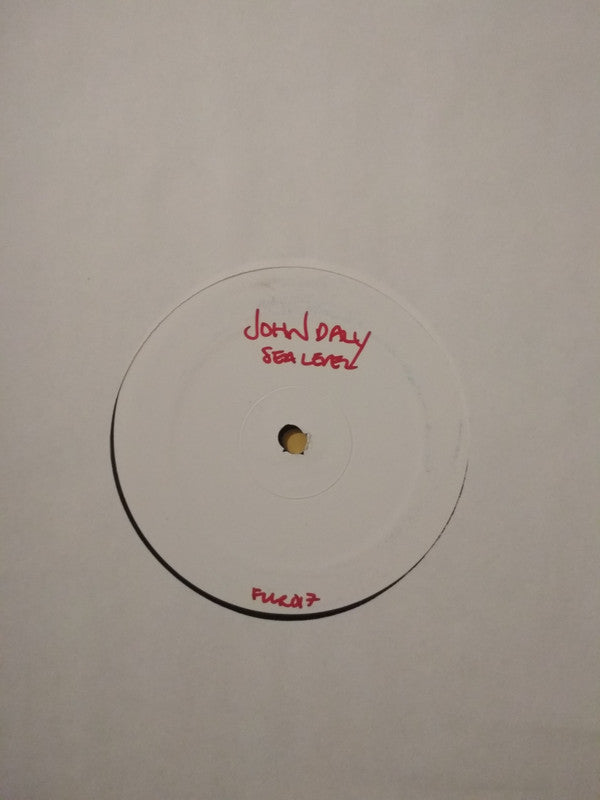 JOHN DALY
SEA LEVEL
FUR017